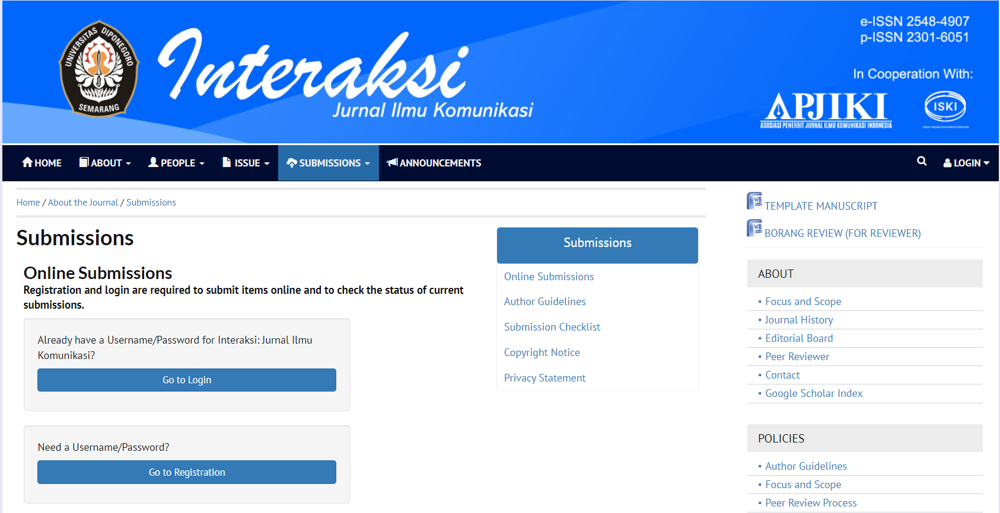 UNIVERSITAS DIPONEGORO
SEMARANG
Interaksi
Jurnal Ilmu Komunikasi
e-ISSN 2548-4907
p-ISSN 2301-6051
In Cooperation With:
APJIKI
ASOSIASI PENERBIT JURNAL ILMU KOMUNIKASI INDONESIA
ISKI
Ikatan Sarjana Komunikasi Indonesia
HOME ABOUT PEOPLE ISSUE SUBMISSIONS ANNOUNCEMENTS LOGIN
Home / About the Journal / Submissions
Submissions
Online Submissions
Registration and login are required to submit items online and to check the status of current
submissions.
Already have a Username/Password for Interaksi: Jurnal Ilmu
Komunikasi?
Go to Login
Need a Username/Password?
Go to Registration
Submissions
Online Submissions
Author Guidelines
Submission Checklist
Copyright Notice
Privacy Statement
TEMPLATE MANUSCRIPT
BORANG REVIEW (FOR REVIEWER)
ABOUT
▪ Focus and Scope
▪ Journal History
▪ Editorial Board
▪ Peer Reviewer
▪ Contact
▪ Google Scholar Index
POLICIES
▪ Author Guidelines
▪ Focus and Scope
▪ Peer Review Process